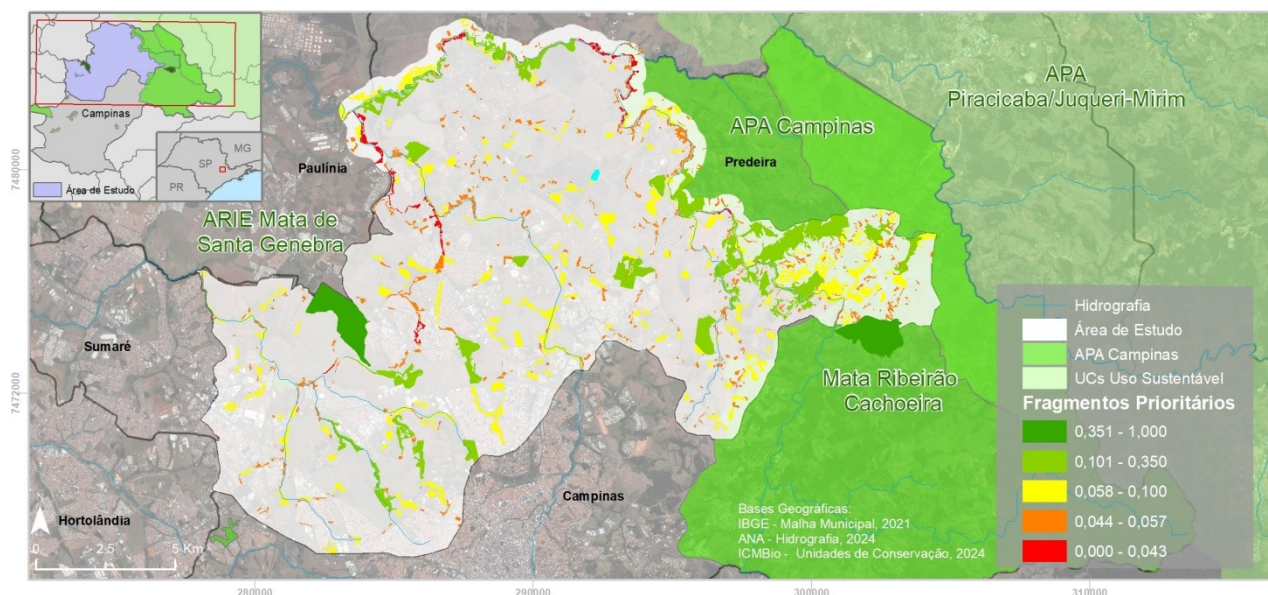 MG
SP
PR
Campinas
Área de Estudo
APA
Piracicaba/Juqueri-Mirim
APA Campinas
Predeira
Paulínia
ARIE Mata de
Santa Genebra
Sumaré
Mata Ribeirão
Cachoeira
Campinas
Hortolândia
0
2.5
5 Km
Bases Geográficas:
IBGE - Malha Municipal, 2021
ANA - Hidrografia, 2024
ICMBio - Unidades de Conservação, 2024
Hidrografia
Área de Estudo
APA Campinas
UCs Uso Sustentável
Fragmentos Prioritários
0,351 - 1,000
0,101 - 0,350
0,058 - 0,100
0,044 - 0,057
0,000 - 0,043
7480000
7472000
280000
290000
300000
310000